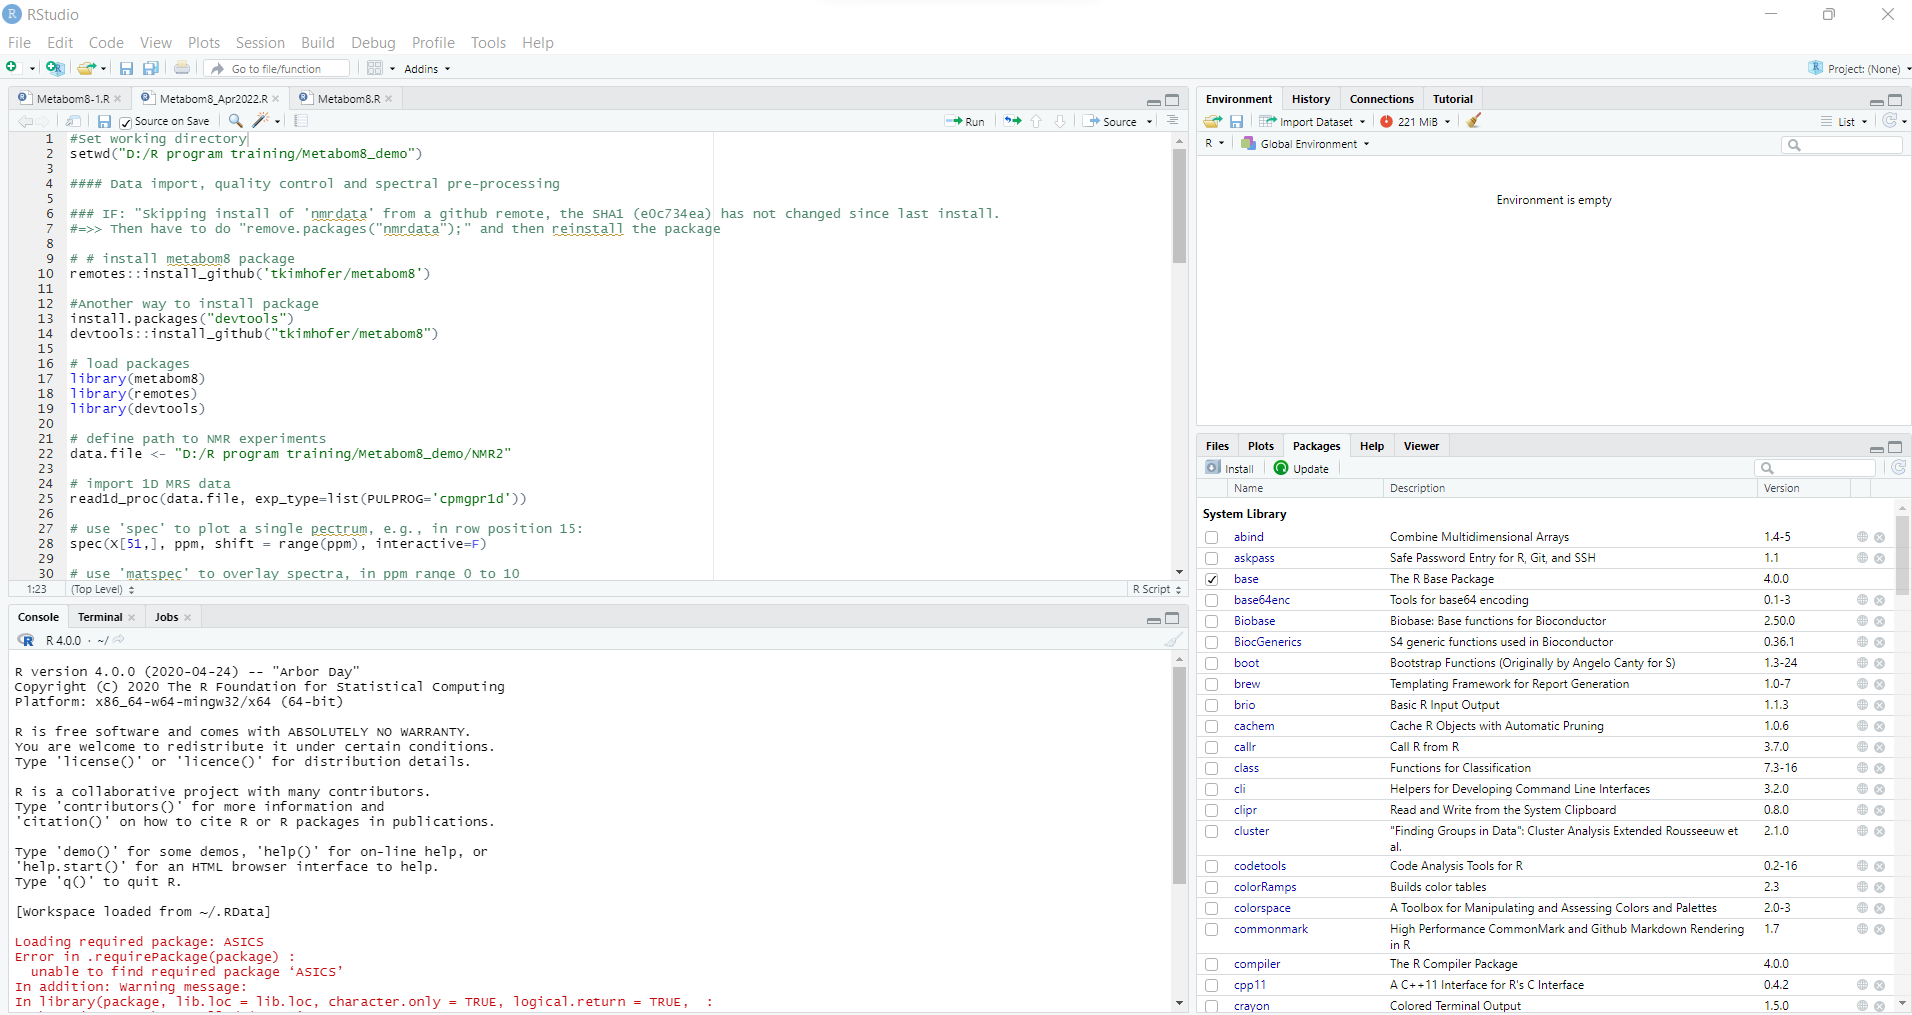 RStudio
File Edit Code View Plots Session Build Debug Profile Tools Help
Go to file/function Addins Project: (None)
Metabom8-1.R Metabom8_Apr2022.R Metabom8.R
Source on Save Run Source
1 #Set working directory
2 setwd("D:/R program training/Metabom8_demo")
3
4 #### Data import, quality control and spectral pre-processing
5
6 ### IF: "Skipping install of 'nmrdata' from a github remote, the SHA1 (e0c734ea) has not changed since last install.
7 #=>> Then have to do "remove.packages("nmrdata");" and then reinstall the package
8
9 # # install metabom8 package
10 remotes::install_github('tkimhofer/metabom8')
11
12 #Another way to install package
13 install.packages("devtools")
14 devtools::install_github("tkimhofer/metabom8")
15
16 # load packages
17 library(metabom8)
18 library(remotes)
19 library(devtools)
20
21 # define path to NMR experiments
22 data.file <- "D:/R program training/Metabom8_demo/NMR2"
23
24 # import 1D MRS data
25 read1d_proc(data.file, exp_type=list(PULPROG='cpmgpr1d'))
26
27 # use 'spec' to plot a single pectrum, e.g., in row position 15:
28 spec(X[51,], ppm, shift = range(ppm), interactive=F)
29
30 # use 'matspec' to overlay spectra, in ppm range 0 to 10
1:23 (Top Level) R Script
Console Terminal Jobs
R 4.0.0 · ~/
R version 4.0.0 (2020-04-24) -- "Arbor Day"
Copyright (C) 2020 The R Foundation for Statistical Computing
Platform: x86_64-w64-mingw32/x64 (64-bit)
R is free software and comes with ABSOLUTELY NO WARRANTY.
You are welcome to redistribute it under certain conditions.
Type 'license()' or 'licence()' for distribution details.
R is a collaborative project with many contributors.
Type 'contributors()' for more information and
'citation()' on how to cite R or R packages in publications.
Type 'demo()' for some demos, 'help()' for on-line help, or
'help.start()' for an HTML browser interface to help.
Type 'q()' to quit R.
[Workspace loaded from ~/.RData]
Loading required package: ASICS
Error in .requirePackage(package) :
unable to find required package ‘ASICS’
In addition: Warning message:
In library(package, lib.loc = lib.loc, character.only = TRUE, logical.return = TRUE, :
Environment History Connections Tutorial
Import Dataset 221 MiB List
R Global Environment
Environment is empty
Files Plots Packages Help Viewer
Install Update
Name Description Version
System Library
abind Combine Multidimensional Arrays 1.4-5
askpass Safe Password Entry for R, Git, and SSH 1.1
base The R Base Package 4.0.0
base64enc Tools for base64 encoding 0.1-3
Biobase Biobase: Base functions for Bioconductor 2.50.0
BiocGenerics S4 generic functions used in Bioconductor 0.36.1
boot Bootstrap Functions (Originally by Angelo Canty for S) 1.3-24
brew Templating Framework for Report Generation 1.0-7
brio Basic R Input Output 1.1.3
cachem Cache R Objects with Automatic Pruning 1.0.6
callr Call R from R 3.7.0
class Functions for Classification 7.3-16
cli Helpers for Developing Command Line Interfaces 3.2.0
clipr Read and Write from the System Clipboard 0.8.0
cluster "Finding Groups in Data": Cluster Analysis Extended Rousseeuw et 2.1.0
al.
codetools Code Analysis Tools for R 0.2-16
colorRamps Builds color tables 2.3
colorspace A Toolbox for Manipulating and Assessing Colors and Palettes 2.0-3
commonmark High Performance CommonMark and Github Markdown Rendering 1.7
in R
compiler The R Compiler Package 4.0.0
cpp11 A C++11 Interface for R's C Interface 0.4.2
crayon Colored Terminal Output 1.5.0